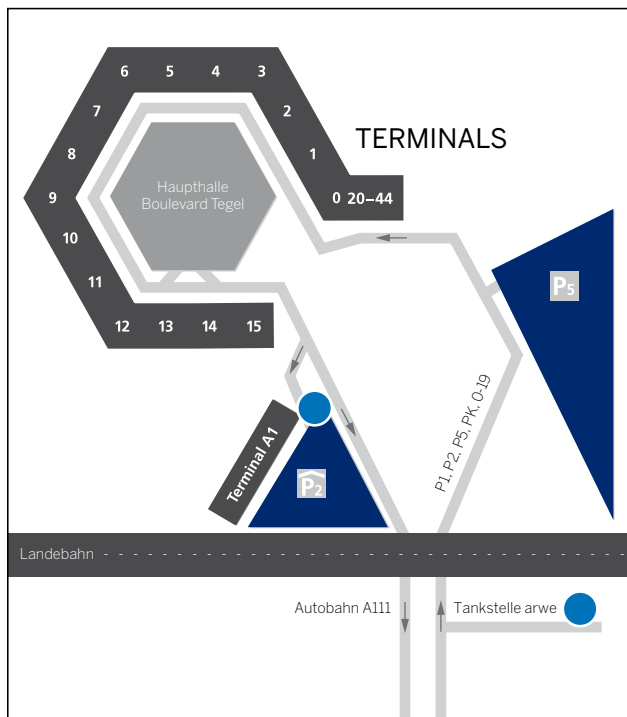 6 5 4 3
7 2
TERMINALS
8 1
Haupthalle
Boulevard Tegel
9 0 20–44
10
11
12 13 14 15
P5
P1, P2, P5, PK, 0-19
Terminal A1
P2
Landebahn
Autobahn A111
Tankstelle arwe